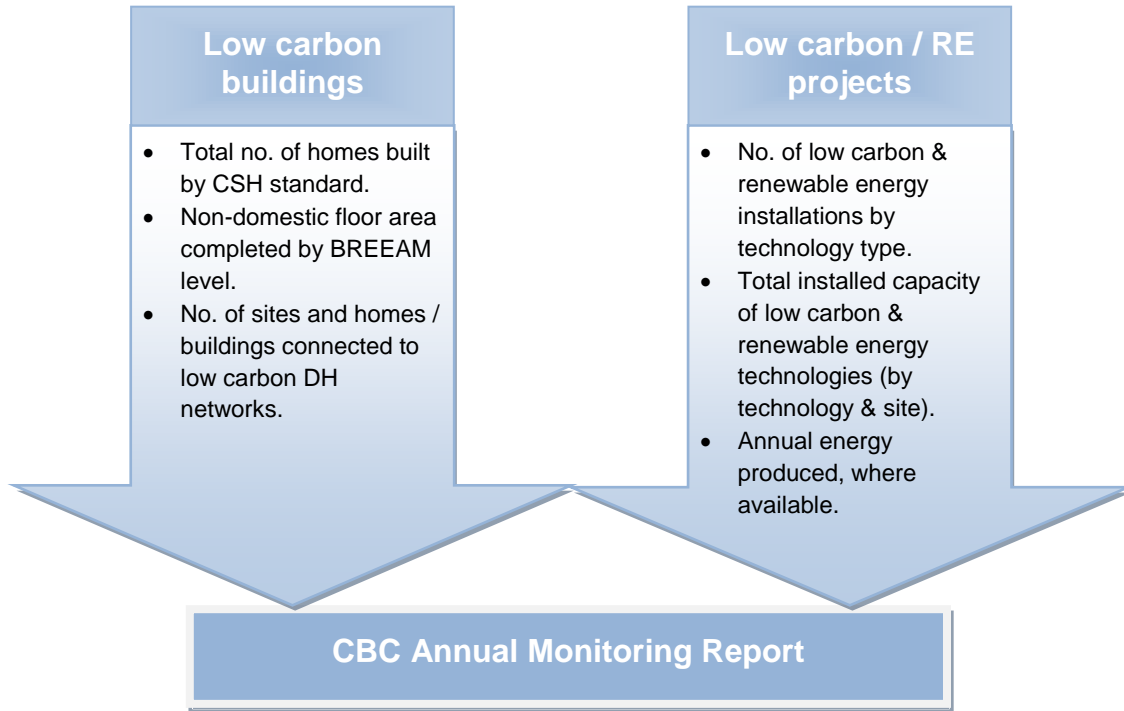 Low carbon
buildings
• Total no. of homes built
by CSH standard.
• Non-domestic floor area
completed by BREEAM
level.
• No. of sites and homes /
buildings connected to
low carbon DH
networks.
Low carbon / RE
projects
• No. of low carbon &
renewable energy
installations by
technology type.
• Total installed capacity
of low carbon &
renewable energy
technologies (by
technology & site).
• Annual energy
produced, where
available.
CBC Annual Monitoring Report